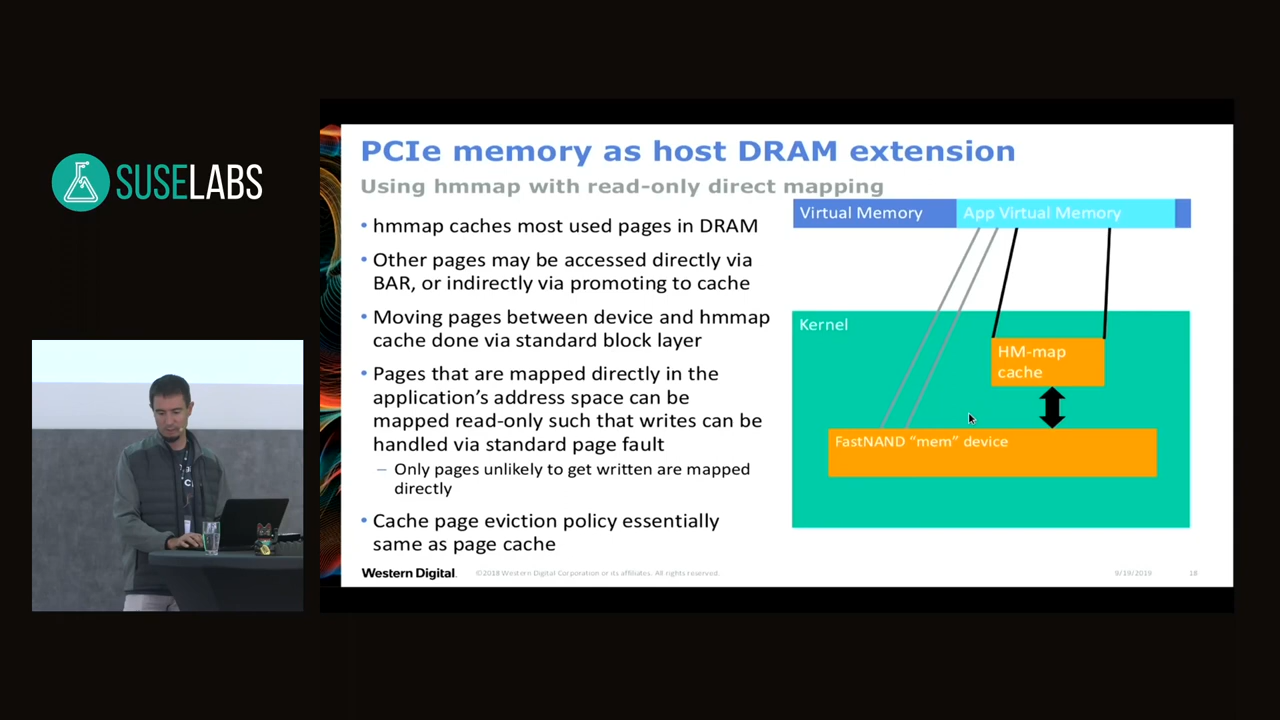 SUSELABS
PCIe memory as host DRAM extension
Using hmmap with read-only direct mapping
• hmmap caches most used pages in DRAM
• Other pages may be accessed directly via
BAR, or indirectly via promoting to cache
• Moving pages between device and hmmap
cache done via standard block layer
• Pages that are mapped directly in the
application’s address space can be
mapped read-only such that writes can be
handled via standard page fault
– Only pages unlikely to get written are mapped
directly
• Cache page eviction policy essentially
same as page cache
Virtual Memory
App Virtual Memory
Kernel
HM-map
cache
FastNAND “mem” device
Western Digital.
©2018 Western Digital Corporation or its affiliates. All rights reserved.
9/19/2019
18